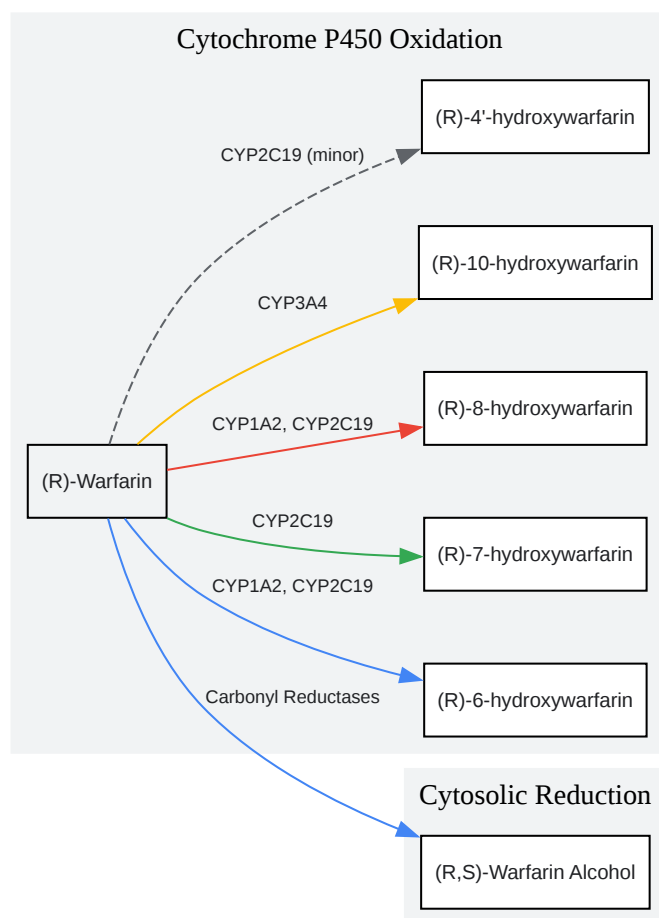 Cytochrome P450 Oxidation
(R)-4'-hydroxywarfarin
CYP2C19 (minor)
(R)-10-hydroxywarfarin
CYP3A4
(R)-8-hydroxywarfarin
CYP1A2, CYP2C19
(R)-Warfarin
CYP2C19
(R)-7-hydroxywarfarin
CYP1A2, CYP2C19
(R)-6-hydroxywarfarin
Carbonyl Reductases
Cytosolic Reduction
(R,S)-Warfarin Alcohol